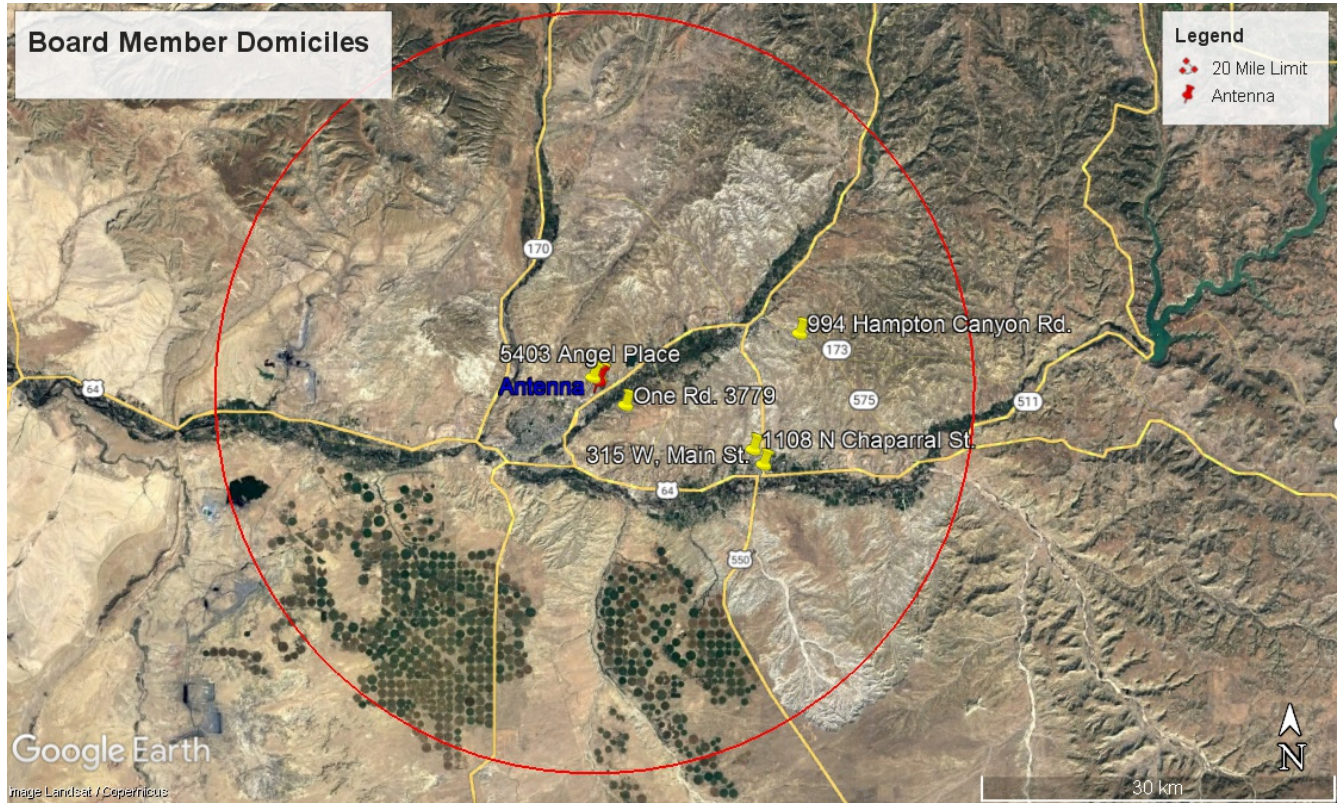 Board Member Domiciles
Legend
20 Mile Limit
Antenna
170
994 Hampton Canyon Rd.
173
5403 Angel Place
Antenna
64
One Rd. 3779
575
511
1108 N Chaparral St.
315 W, Main St.
64
550
Google Earth
Image Landsat / Copernicus
30 km
N